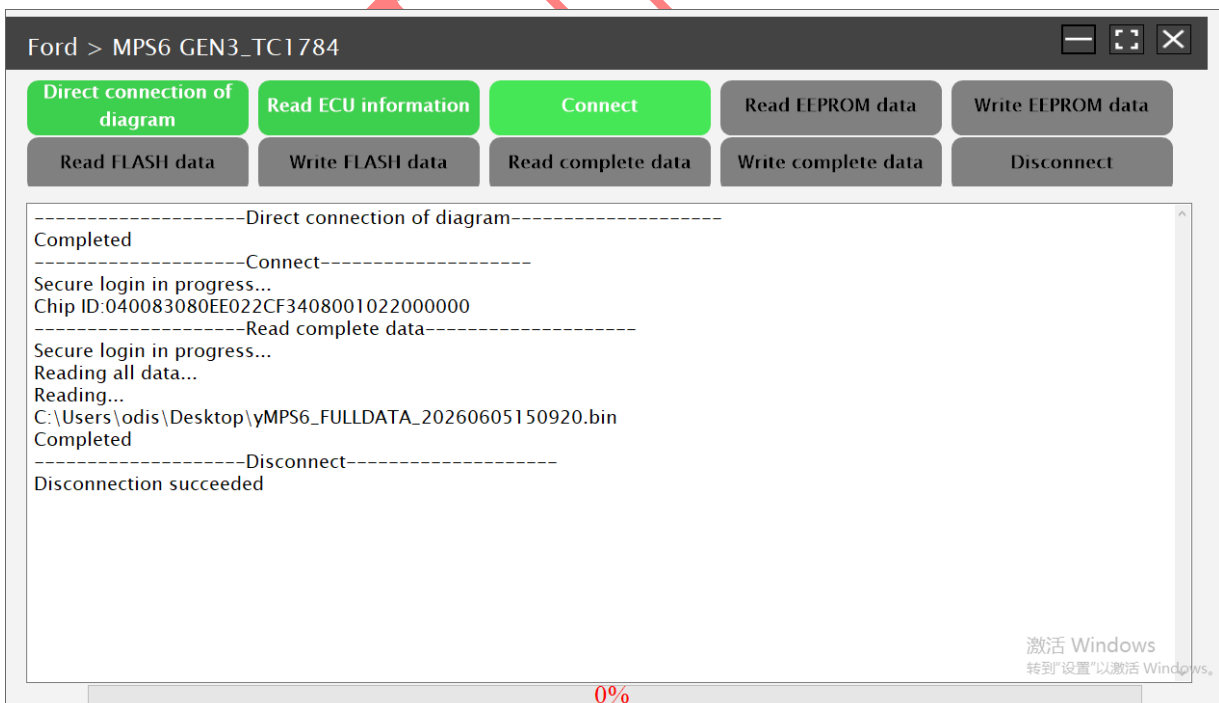 Ford > MPS6 GEN3_TC1784
Direct connection of
diagram
Read ECU information
Connect
Read EEPROM data
Write EEPROM data
Read FLASH data
Write FLASH data
Read complete data
Write complete data
Disconnect
--------------------Direct connection of diagram--------------------
Completed
--------------------Connect--------------------
Secure login in progress...
Chip ID:040083080EE022CF3408001022000000
--------------------Read complete data--------------------
Secure login in progress...
Reading all data...
Reading...
C:\Users\odis\Desktop\yMPS6_FULLDATA_20260605150920.bin
Completed
--------------------Disconnect--------------------
Disconnection succeeded
激活 Windows
转到"设置"以激活 Windows。
0%